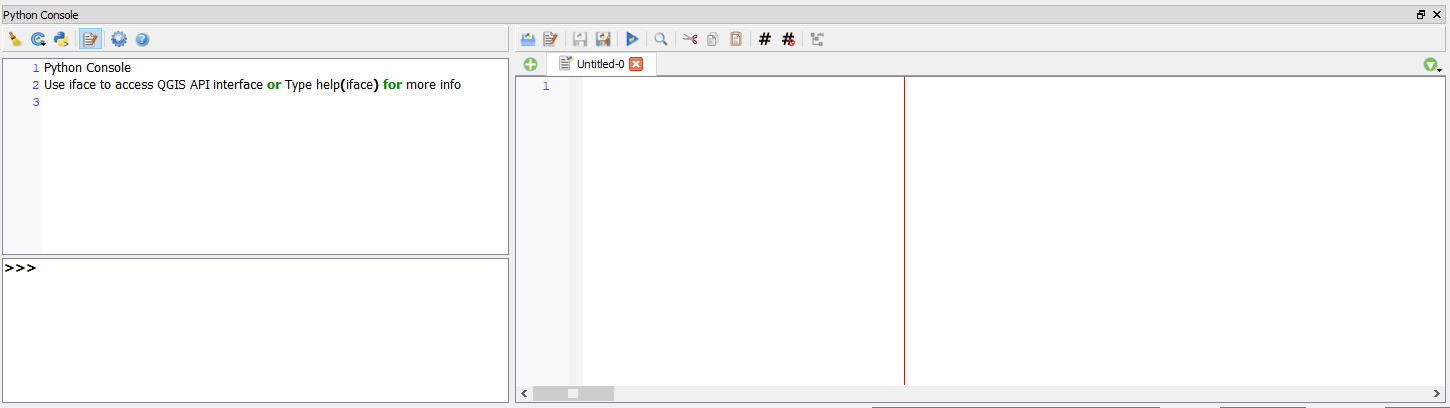 Python Console
1 Python Console
2 Use iface to access QGIS API interface or Type help(iface) for more info
3
>>>
Untitled-0
1